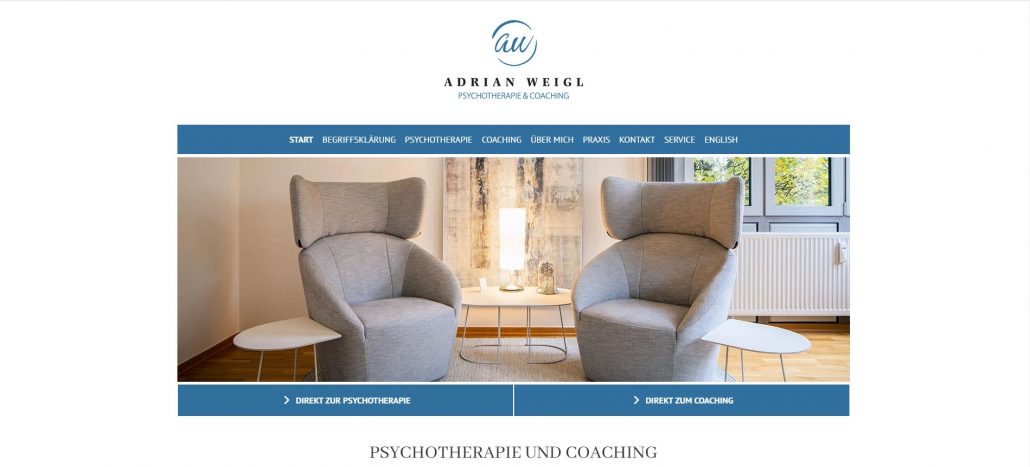 au
ADRIAN WEIGL
PSYCHOTHERAPIE & COACHING
START BEGRIFFSKLÄRUNG PSYCHOTHERAPIE COACHING ÜBER MICH PRAXIS KONTAKT SERVICE ENGLISH
DIREKT ZUR PSYCHOTHERAPIE DIREKT ZUM COACHING
PSYCHOTHERAPIE UND COACHING